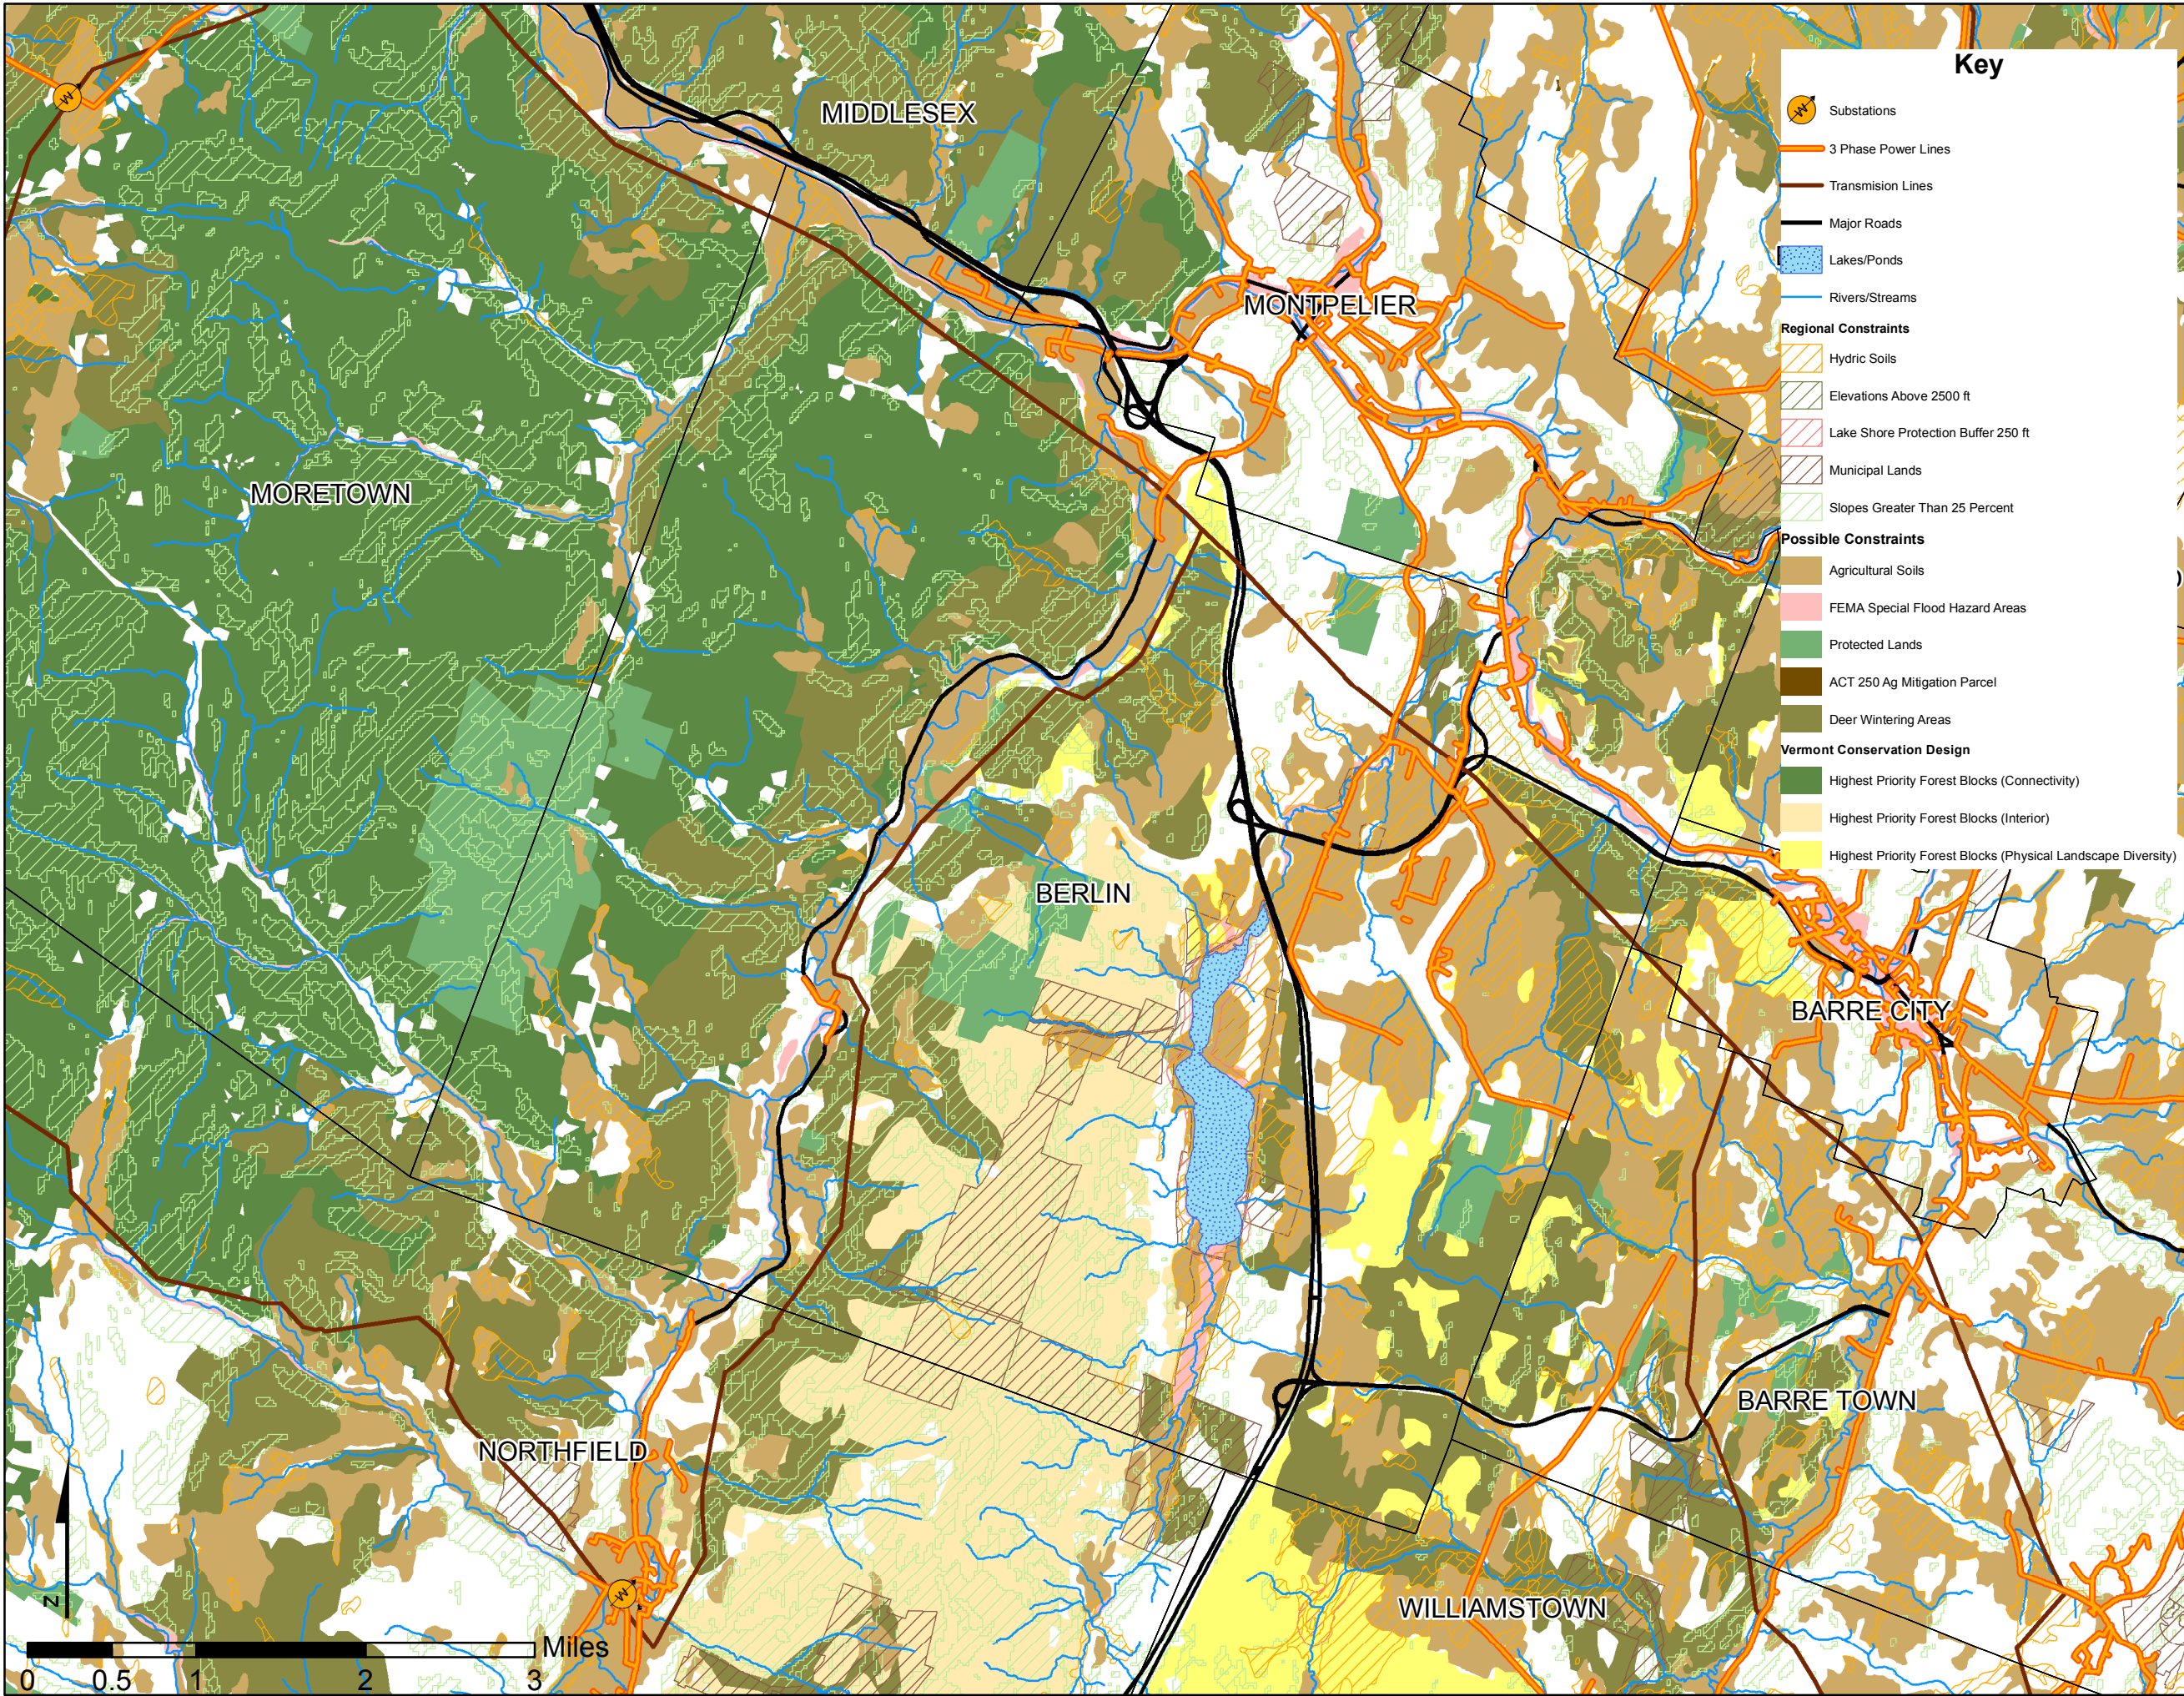 Key
Substations
3 Phase Power Lines
Transmision Lines
Major Roads
Lakes/Ponds
Rivers/Streams
Regional Constraints
Hydric Soils
Elevations Above 2500 ft
Lake Shore Protection Buffer 250 ft
Municipal Lands
Slopes Greater Than 25 Percent
Possible Constraints
Agricultural Soils
FEMA Special Flood Hazard Areas
Protected Lands
ACT 250 Ag Mitigation Parcel
Deer Wintering Areas
Vermont Conservation Design
Highest Priority Forest Blocks (Connectivity)
Highest Priority Forest Blocks (Interior)
Highest Priority Forest Blocks (Physical Landscape Diversity)
MIDDLESEX
MONTPELIER
MORETOWN
BERLIN
BARRE CITY
BARRE TOWN
NORTHFIELD
WILLIAMSTOWN
N
Miles
0 0.5 1 2 3